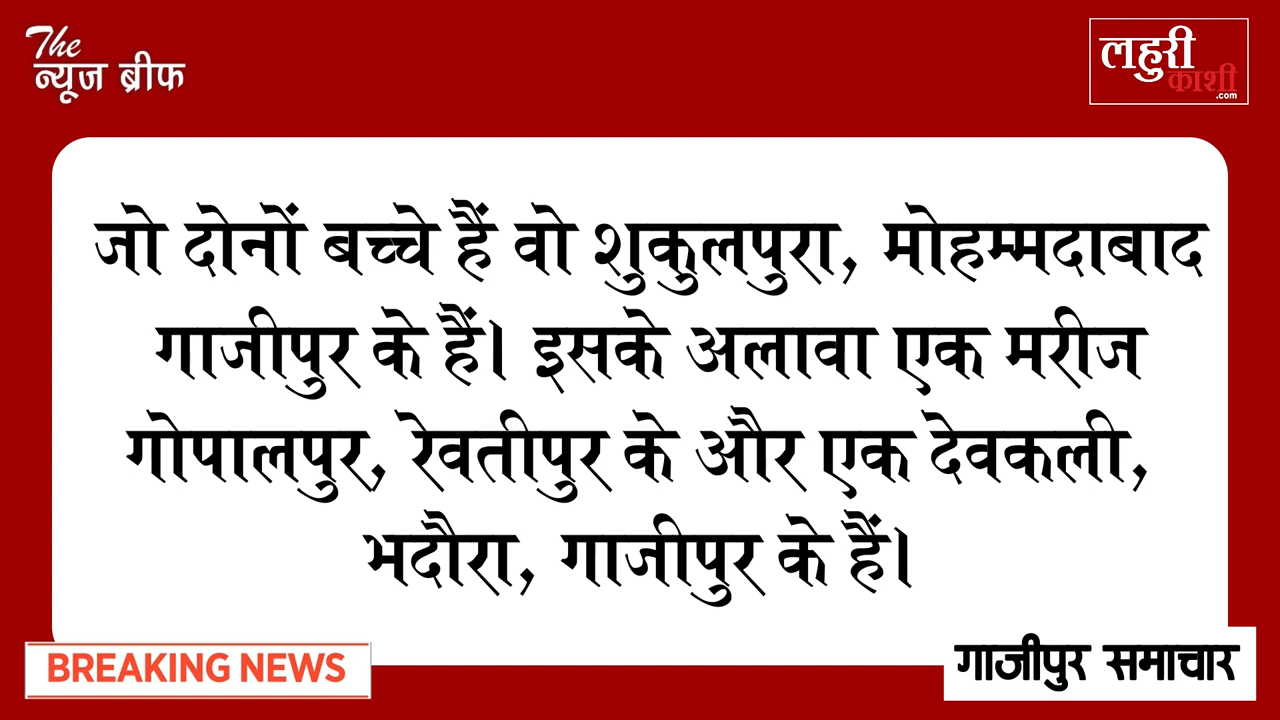 The
न्यूज ब्रीफ
लहुरी
काशी
.com
जो दोनों बच्चे हैं वो शुकुलपुरा, मोहम्मदाबाद
गाजीपुर के हैं। इसके अलावा एक मरीज
गोपालपुर, रेवतीपुर के और एक देवकली,
भदौरा, गाजीपुर के हैं।
BREAKING NEWS
गाजीपुर समाचार